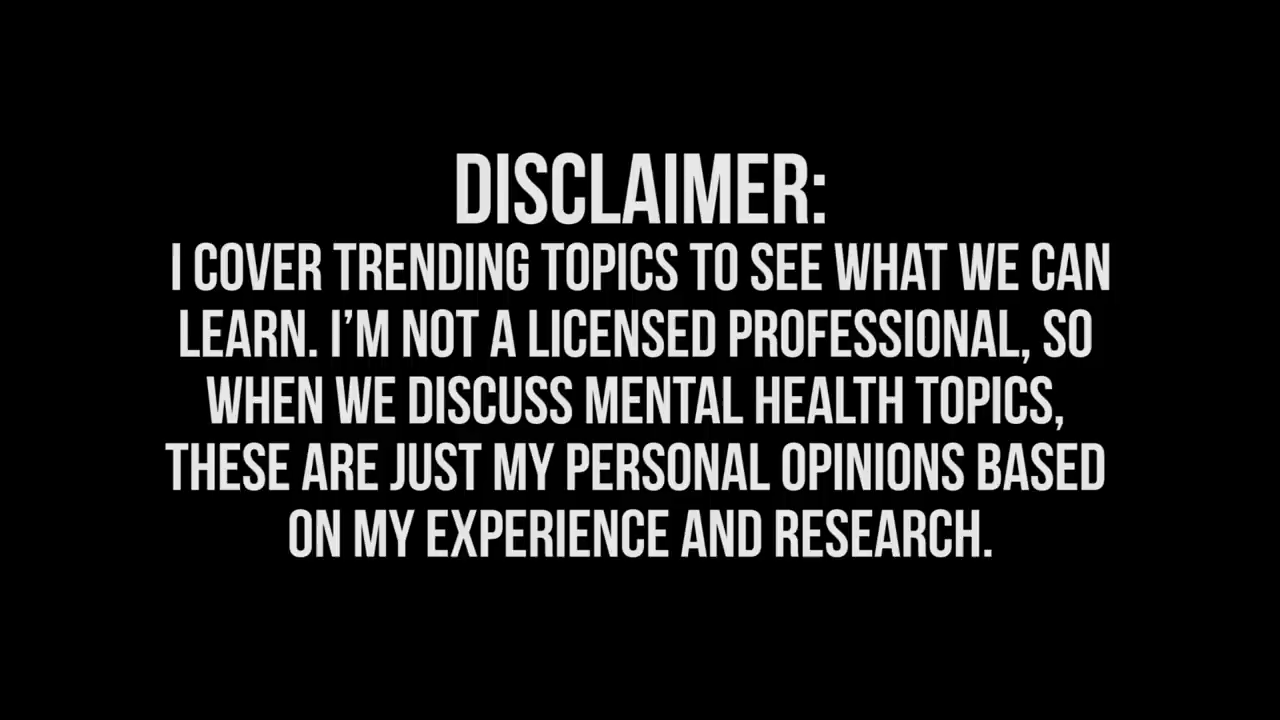 DISCLAIMER:
I COVER TRENDING TOPICS TO SEE WHAT WE CAN
LEARN. I’M NOT A LICENSED PROFESSIONAL, SO
WHEN WE DISCUSS MENTAL HEALTH TOPICS,
THESE ARE JUST MY PERSONAL OPINIONS BASED
ON MY EXPERIENCE AND RESEARCH.